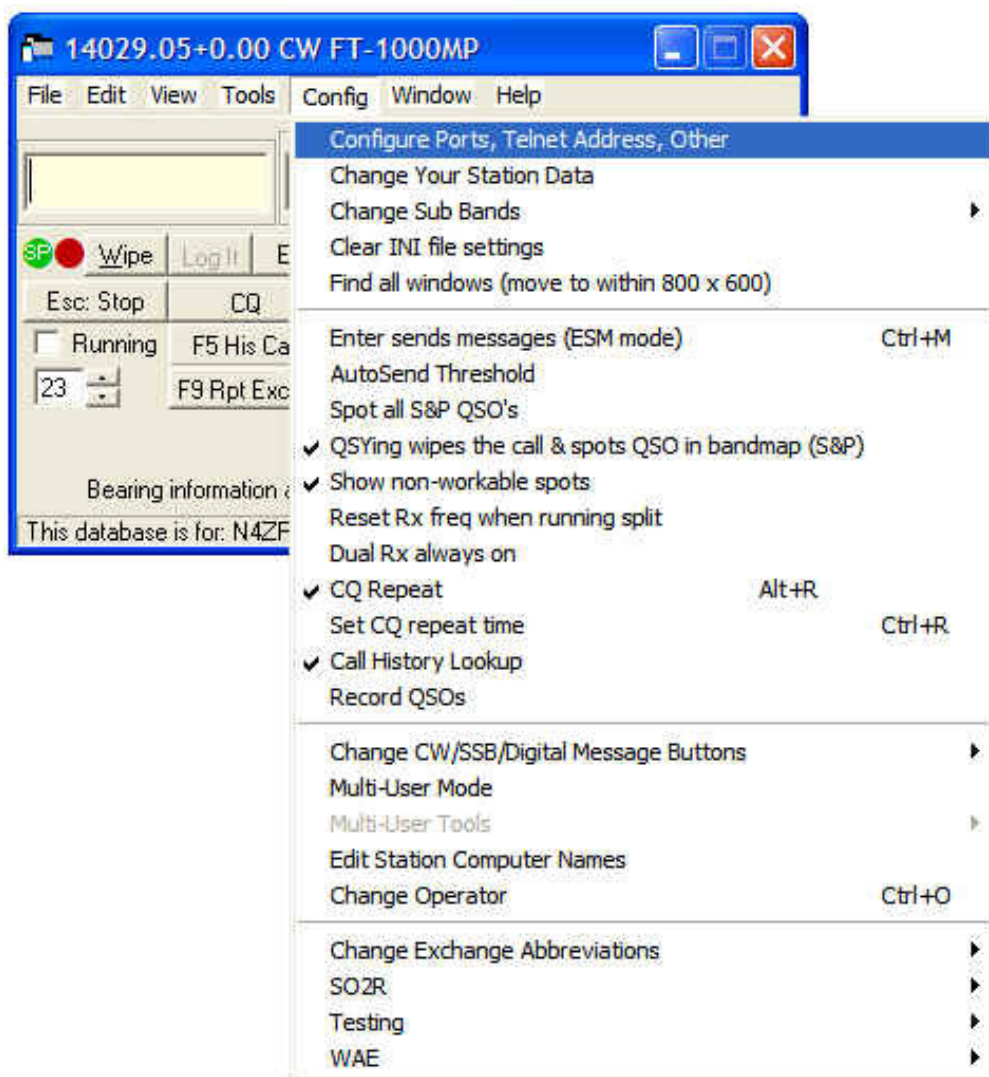 14029.05+0.00 CW FT-1000MP
File Edit View Tools Config Window Help
Configure Ports, Telnet Address, Other
Change Your Station Data
Change Sub Bands
Clear INI file settings
Find all windows (move to within 800 x 600)
SP Wipe Log It E
Esc: Stop CQ
Enter sends messages (ESM mode) Ctrl+M
Running F5 His Ca
AutoSend Threshold
23 F9 Rpt Exc
Spot all S&P QSO's
QSYing wipes the call & spots QSO in bandmap (S&P)
Bearing information a
Show non-workable spots
Reset Rx freq when running split
This database is for: N4ZF
Dual Rx always on
CQ Repeat Alt+R
Set CQ repeat time Ctrl+R
Call History Lookup
Record QSOs
Change CW/SSB/Digital Message Buttons
Multi-User Mode
Multi-User Tools
Edit Station Computer Names
Change Operator Ctrl+O
Change Exchange Abbreviations
SO2R
Testing
WAE